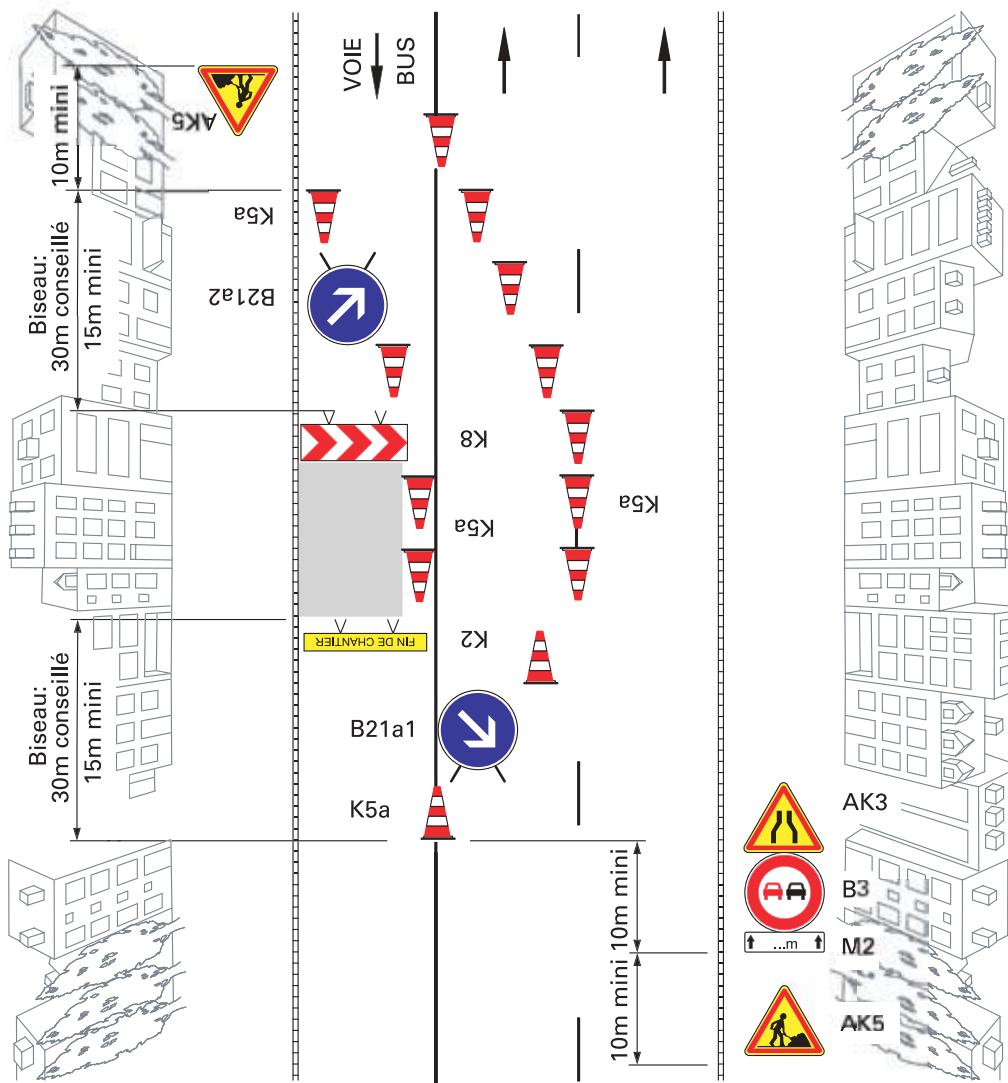 VOIE
BUS
AK5
10m mini
K5a
B21a2
Biseau:
30m conseillé
15m mini
K8
K5a
K5a
FIN DE CHANTIER
K2
Biseau:
30m conseillé
15m mini
B21a1
K5a
AK3
10m mini
B3
...m
M2
10m mini
AK5